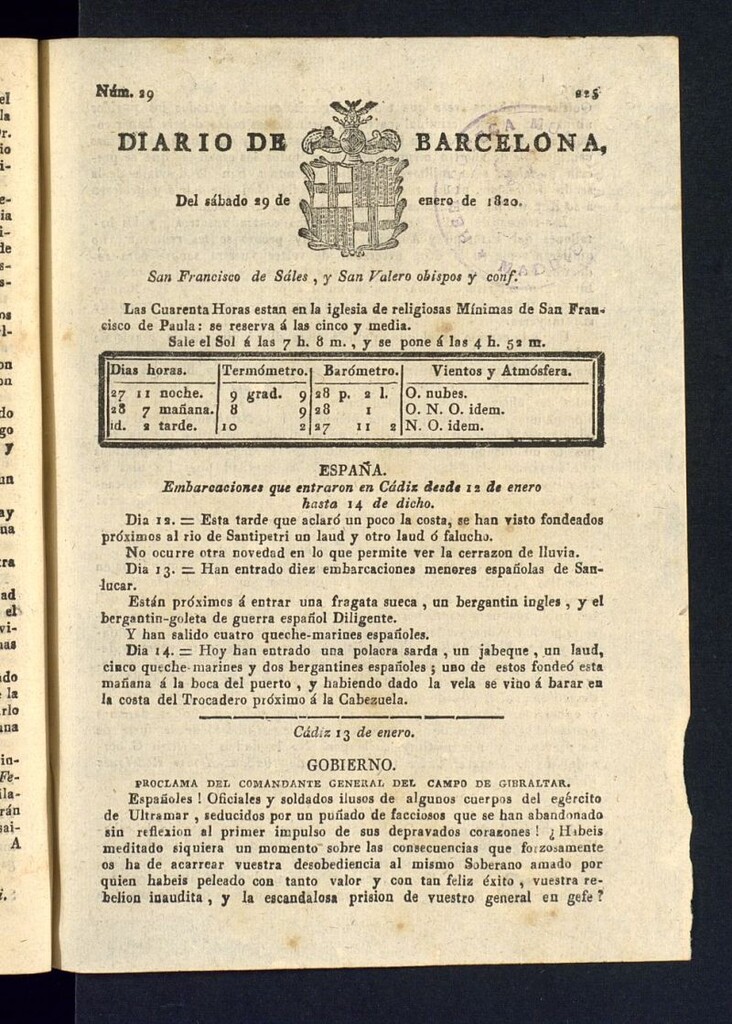 Núm. 29
225
DIARIO DE BARCELONA,
Del sábado 29 de enero de 1820.
San Francisco de Sáles, y San Valero obispos y conf.
Las Cuarenta Horas estan en la iglesia de religiosas Mínimas de San Fran-
cisco de Paula: se reserva á las cinco y media.
Sale el Sol á las 7 h. 8 m., y se pone á las 4 h. 52 m.
Dias horas. Termómetro. Barómetro. Vientos y Atmósfera.
27 11 noche. 9 grad. 9 28 p. 2 l. O. nubes.
28 7 mañana. 8 9 28 1 O. N. O. idem.
id. 2 tarde. 10 2 27 11 2 N. O. idem.
ESPAÑA.
Embarcaciones que entraron en Cádiz desde 12 de enero
hasta 14 de dicho.
Dia 12. = Esta tarde que aclaró un poco la costa, se han visto fondeados
próximos al rio de Santipetri un laud y otro laud ó falucho.
No ocurre otra novedad en lo que permite ver la cerrazon de lluvia.
Dia 13. = Han entrado diez embarcaciones menores españolas de San-
lucar.
Están próximos á entrar una fragata sueca, un bergantin ingles, y el
bergantin-goleta de guerra español Diligente.
Y han salido cuatro queche-marines españoles.
Dia 14. = Hoy han entrado una polacra sarda, un jabeque, un laud,
cinco queche-marines y dos bergantines españoles; uno de estos fondeó esta
mañana á la boca del puerto, y habiendo dado la vela se vino á barar en
la costa del Trocadero próximo á la Cabezuela.
Cádiz 13 de enero.
GOBIERNO.
PROCLAMA DEL COMANDANTE GENERAL DEL CAMPO DE GIBRALTAR.
Españoles! Oficiales y soldados ilusos de algunos cuerpos del egército
de Ultramar, seducidos por un puñado de facciosos que se han abandonado
sin reflexion al primer impulso de sus depravados corazones! ¿Habeis
meditado siquiera un momento sobre las consecuencias que forzosamente
os ha de acarrear vuestra desobediencia al mismo Soberano amado por
quien habeis peleado con tanto valor y con tan feliz éxito, vuestra re-
belion inaudita, y la escandalosa prision de vuestro general en gefe?